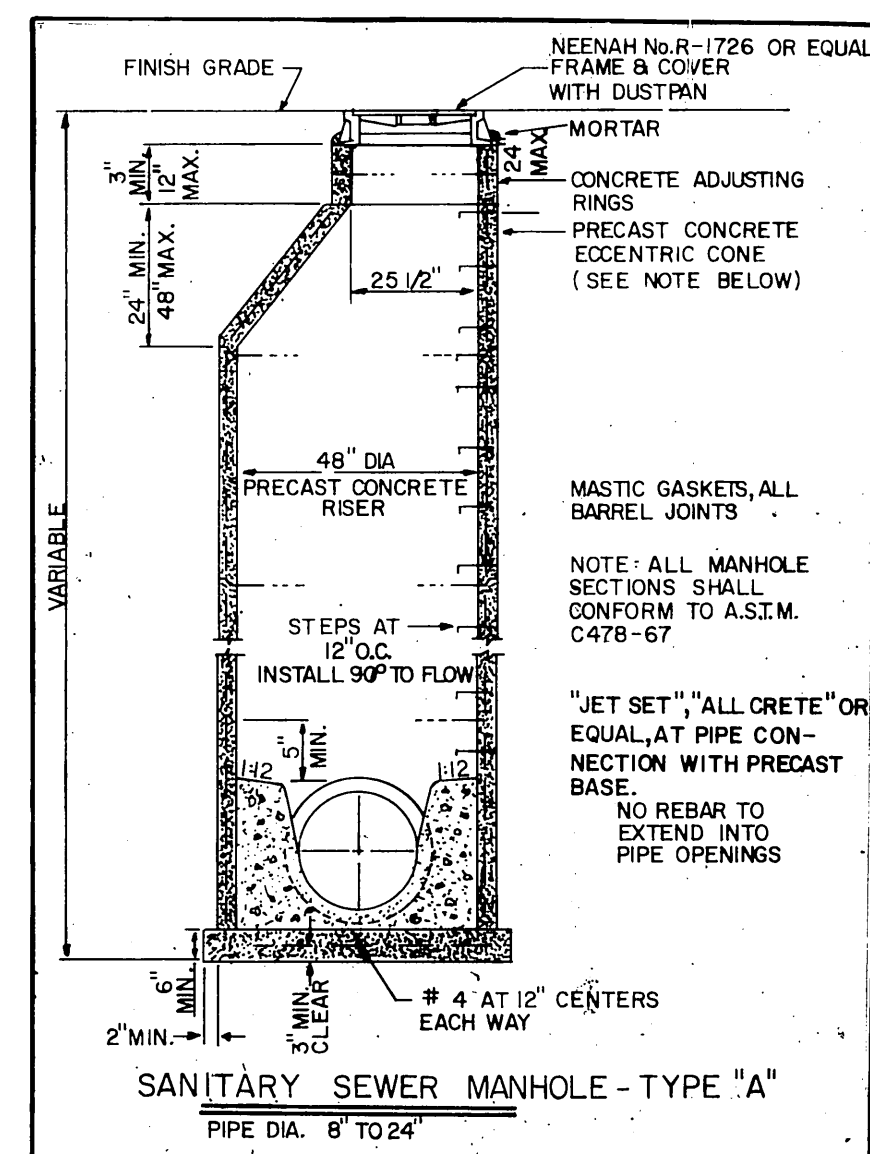 NEENAH No.R-1726 OR EQUAL
FRAME & COVER
WITH DUSTPAN
FINISH GRADE
MORTAR
3" MIN.
12" MAX.
24 MAX.
CONCRETE ADJUSTING
RINGS
PRECAST CONCRETE
ECCENTRIC CONE
(SEE NOTE BELOW)
24" MIN.
48" MAX.
25 1/2"
48" DIA
PRECAST CONCRETE
RISER
VARIABLE
MASTIC GASKETS, ALL
BARREL JOINTS
NOTE: ALL MANHOLE
SECTIONS SHALL
CONFORM TO A.S.T.M.
C478-67
STEPS AT
12" O.C.
INSTALL 90° TO FLOW
"JET SET", "ALL CRETE" OR
EQUAL, AT PIPE CON-
NECTION WITH PRECAST
BASE.
NO REBAR TO
EXTEND INTO
PIPE OPENINGS
5" MIN.
1:12
1:12
6" MIN.
2" MIN.
3" MIN.
CLEAR
# 4 AT 12" CENTERS
EACH WAY
SANITARY SEWER MANHOLE - TYPE "A"
PIPE DIA. 8" TO 24"